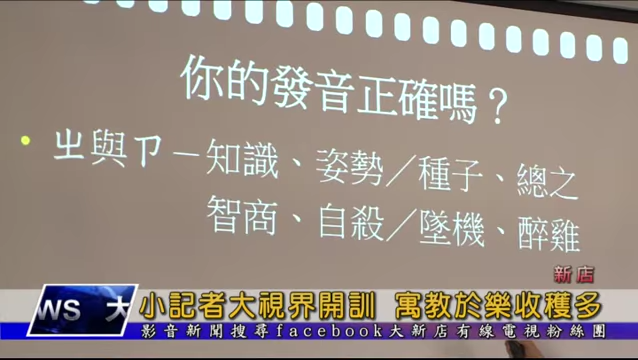 你的發音正確嗎？
ㄓ與ㄗ－知識、姿勢／種子、總之
智商、自殺／墜機、醉雞
新店
WS 大
小記者大視界開訓 寓教於樂收穫多
影音新聞搜尋facebook大新店有線電視粉絲團